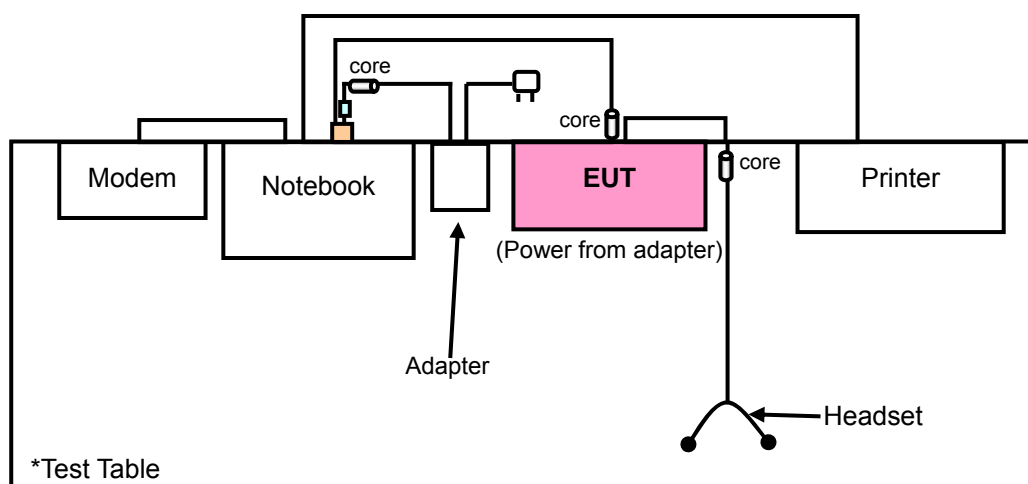 core
core
Modem
Notebook
EUT
core
Printer
(Power from adapter)
Adapter
Headset
*Test Table